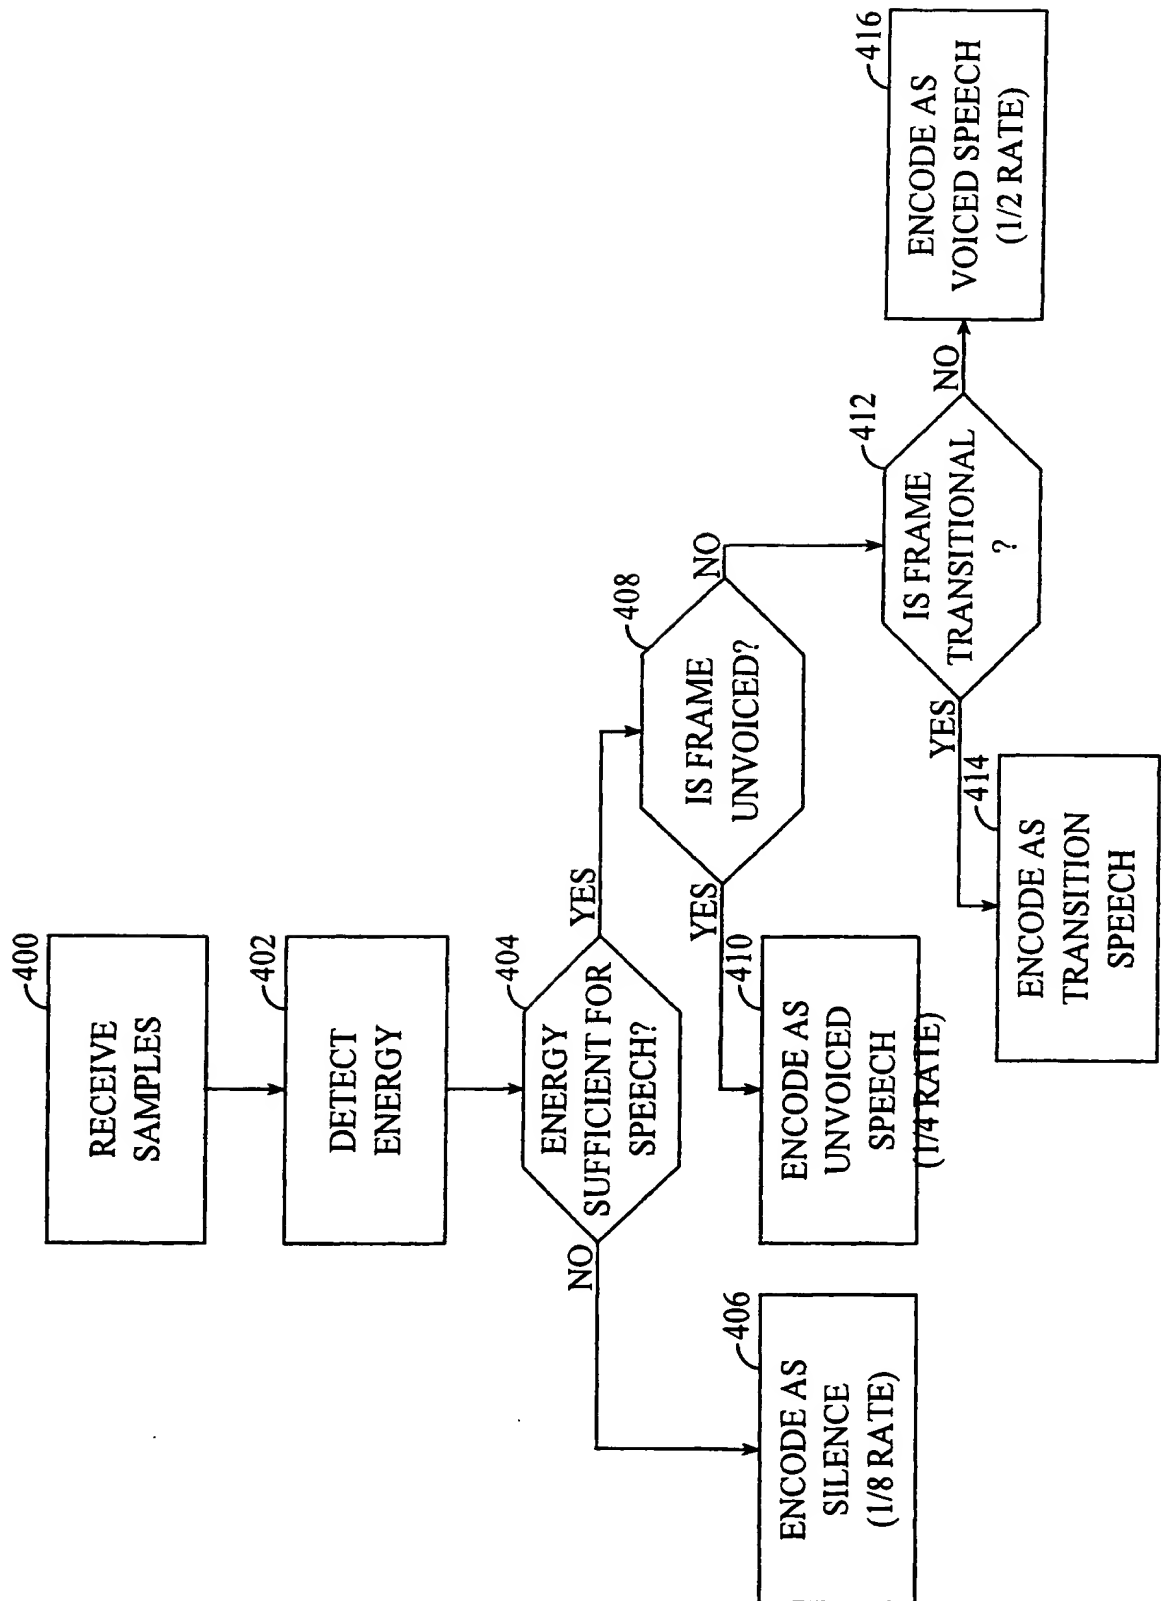 400
RECEIVE
SAMPLES
402
DETECT
ENERGY
404
ENERGY
SUFFICIENT FOR
SPEECH?
NO
YES
406
ENCODE AS
SILENCE
(1/8 RATE)
408
IS FRAME
UNVOICED?
YES
NO
410
ENCODE AS
UNVOICED
SPEECH
(1/4 RATE)
412
IS FRAME
TRANSITIONAL
?
YES
NO
414
ENCODE AS
TRANSITION
SPEECH
416
ENCODE AS
VOICED SPEECH
(1/2 RATE)